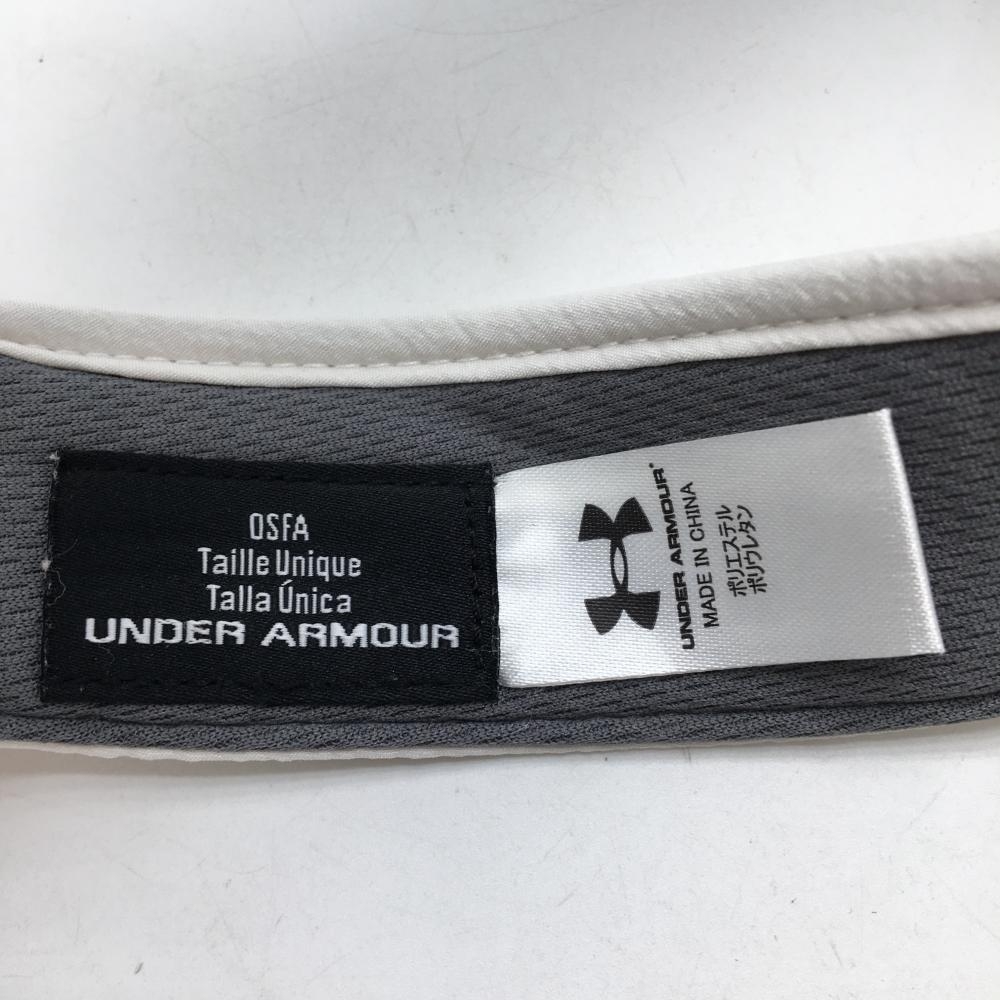 OSFA
Taille Unique
Talla Única
UNDER ARMOUR
UNDER ARMOUR®
MADE IN CHINA
ポリエステル
ポリウレタン